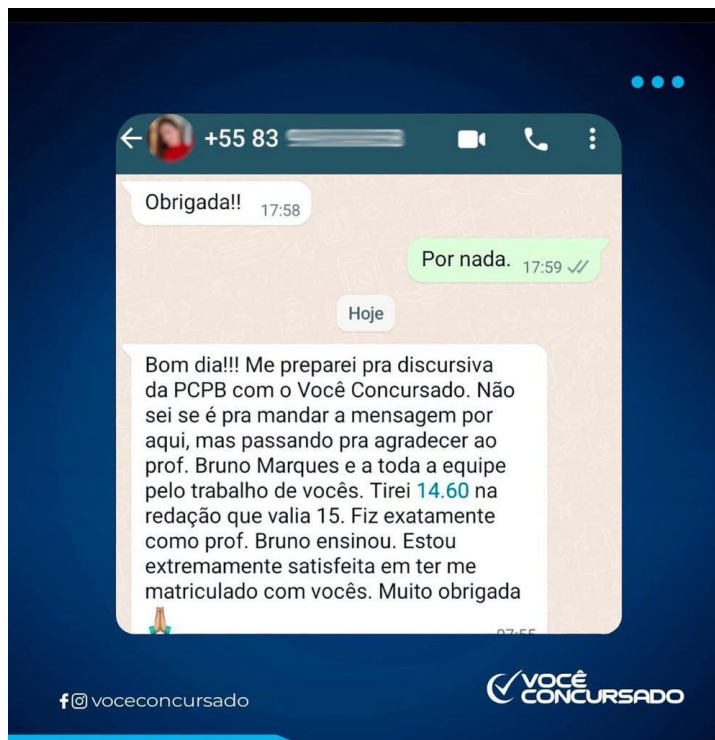 +55 83
Obrigada!! 17:58
Por nada. 17:59
Hoje
Bom dia!!! Me preparei pra discursiva
da PCPB com o Você Concursado. Não
sei se é pra mandar a mensagem por
aqui, mas passando pra agradecer ao
prof. Bruno Marques e a toda a equipe
pelo trabalho de vocês. Tirei 14.60 na
redação que valia 15. Fiz exatamente
como prof. Bruno ensinou. Estou
extremamente satisfeita em ter me
matriculado com vocês. Muito obrigada
voceconcursado
VOCÊ
CONCURSADO